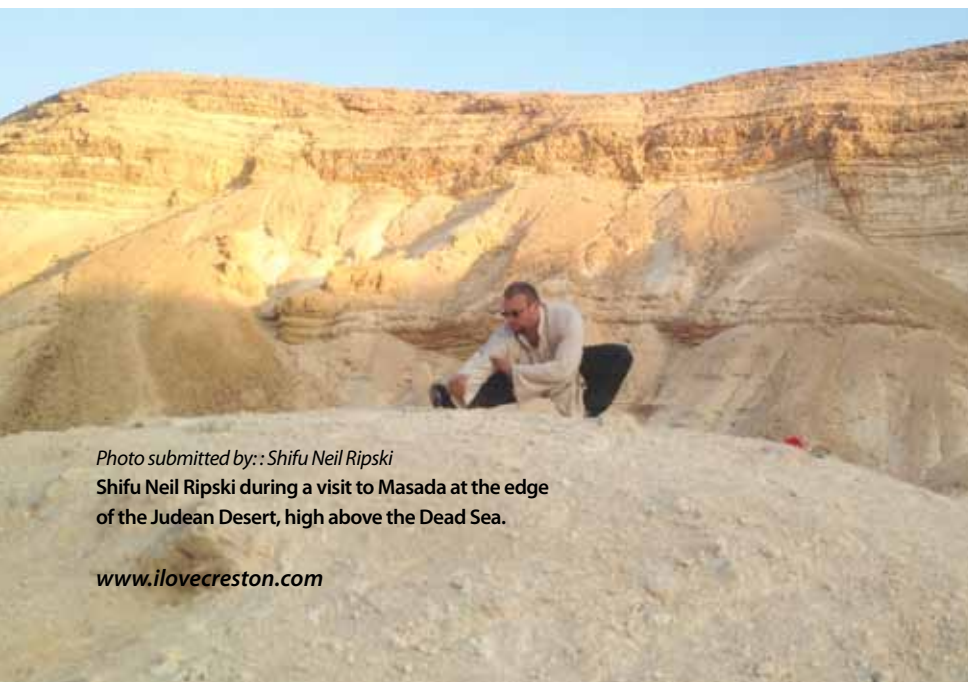 Photo submitted by: : Shifu Neil Ripski
Shifu Neil Ripski during a visit to Masada at the edge
of the Judean Desert, high above the Dead Sea.
www.ilovecreston.com